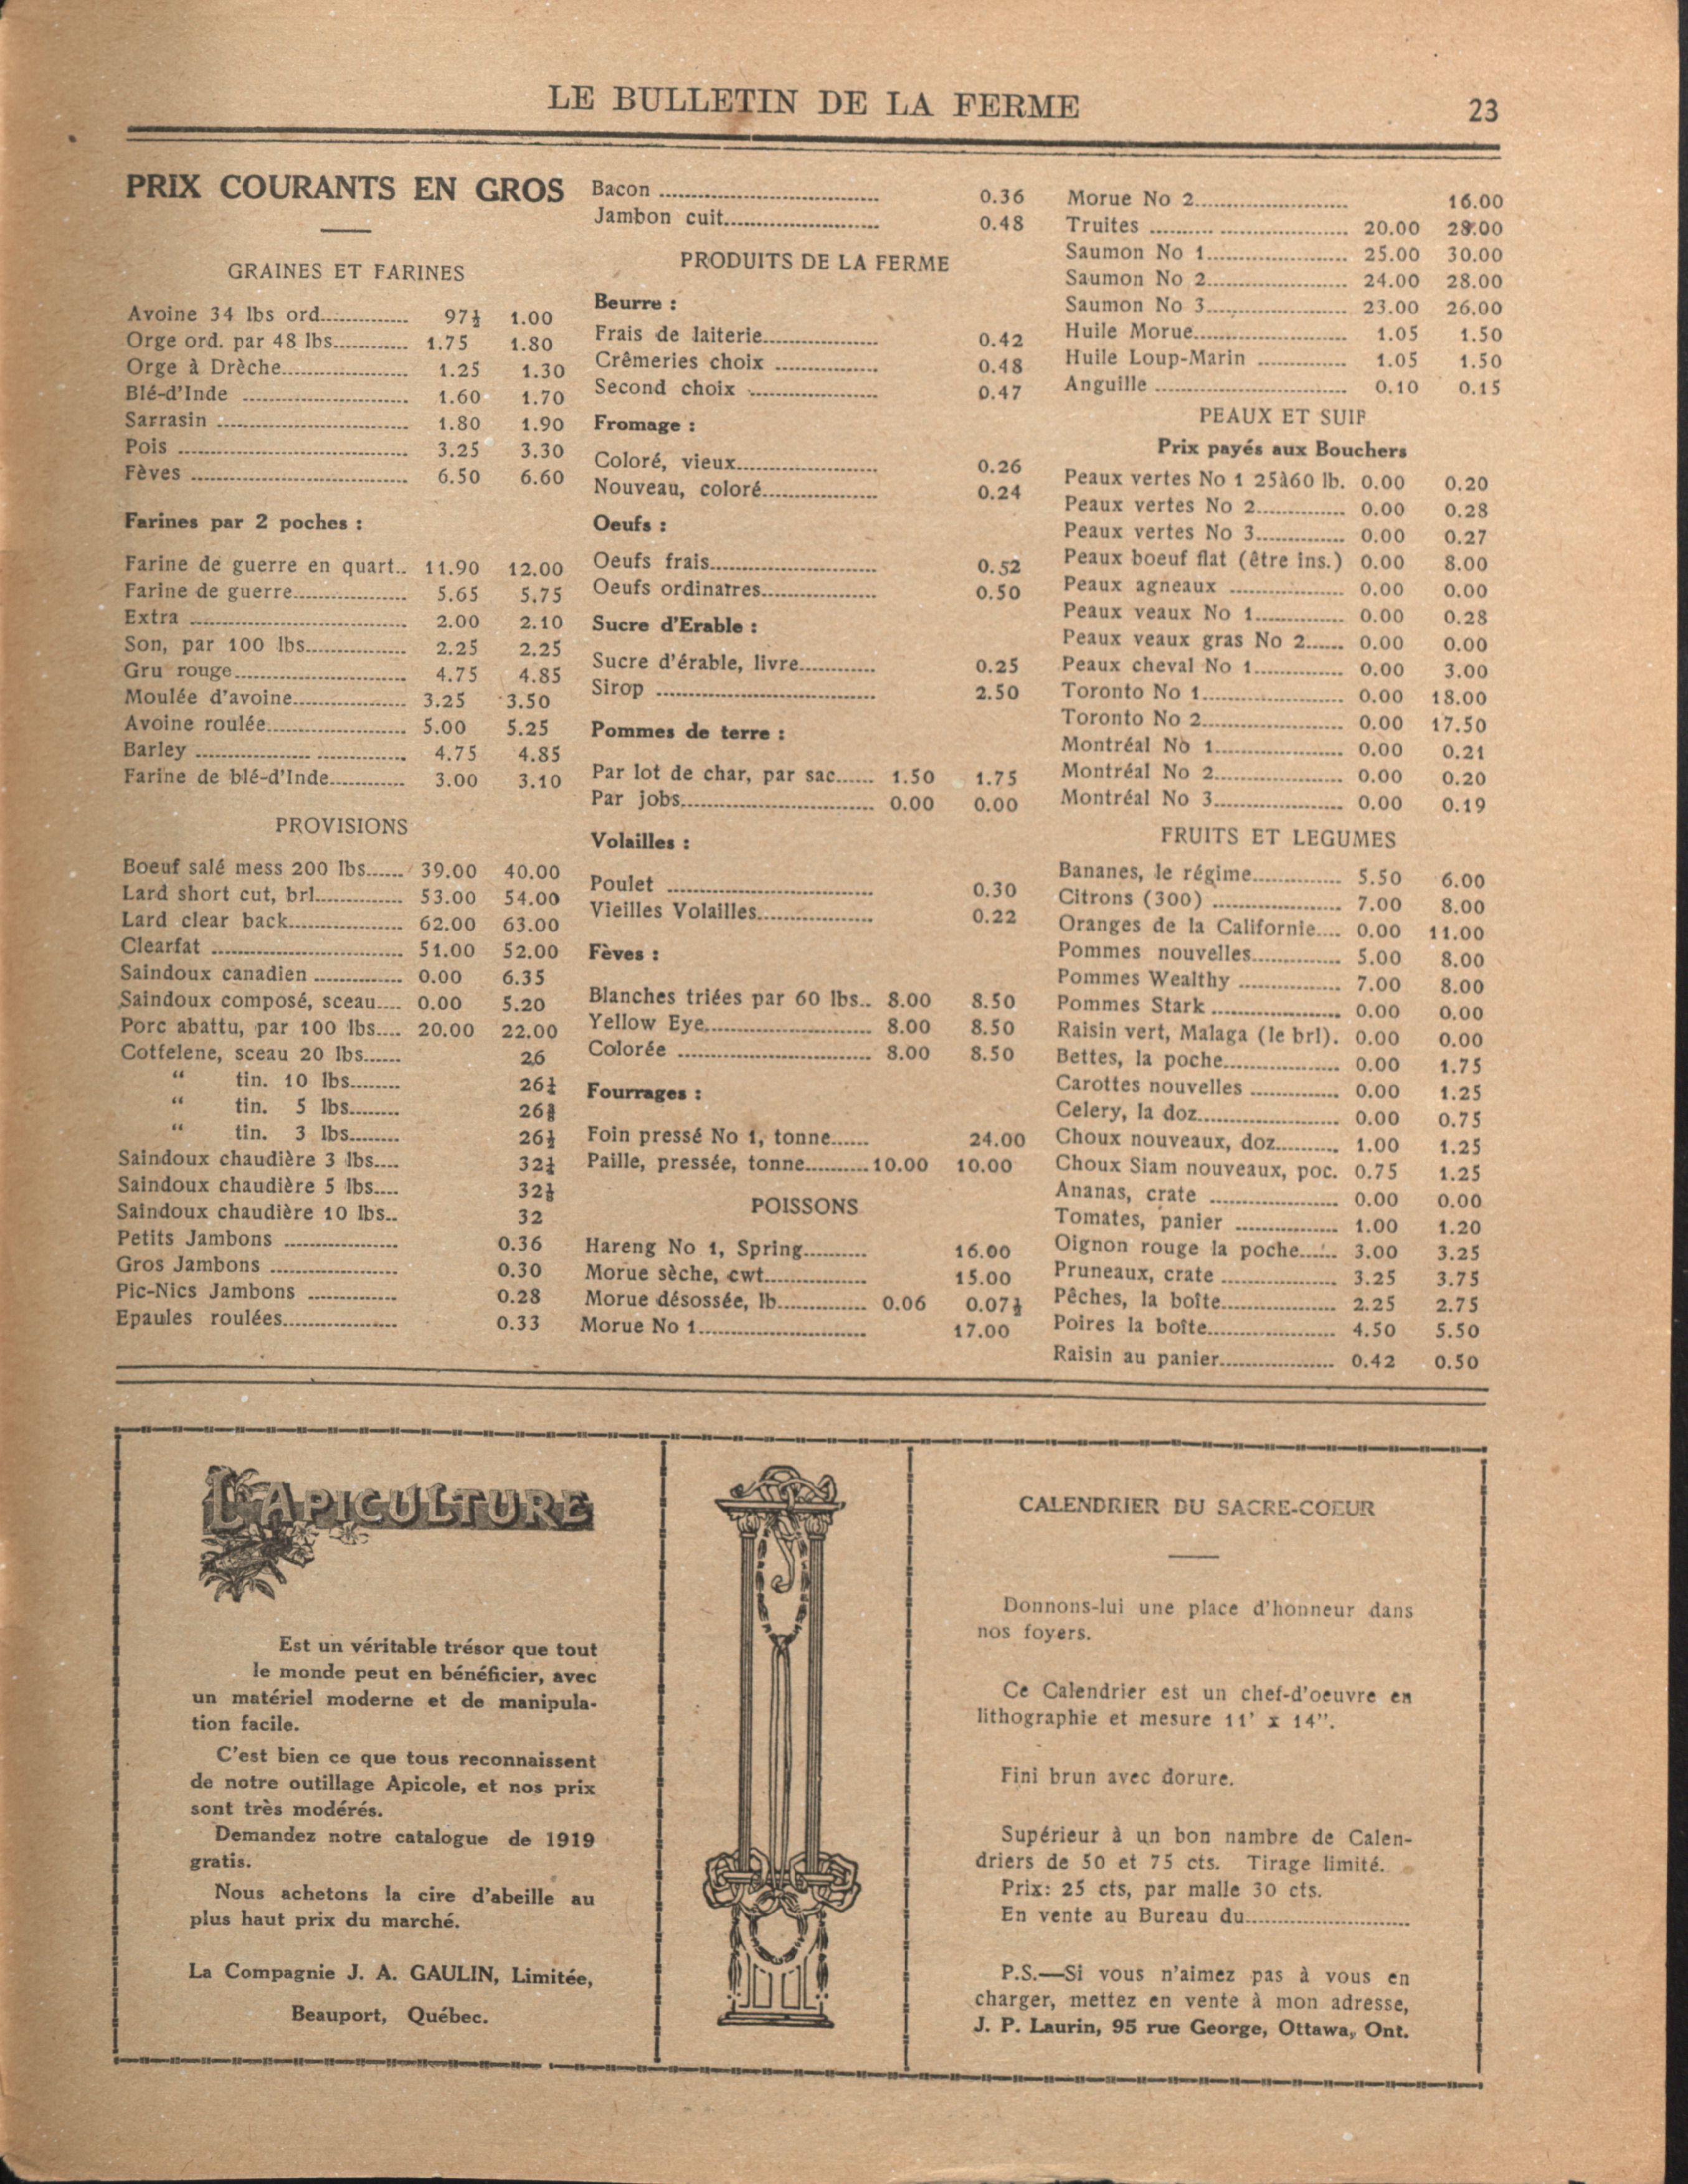 LE BULLETIN DE LA FERME 23
PRIX COURANTS EN GROS
GRAINES ET FARINES
Avoine 34 lbs ord.............. 97½ 1.00
Orge ord. par 48 lbs............ 1.75 1.80
Orge à Drèche.................... 1.25 1.30
Blé-d'Inde .......................... 1.60 1.70
Sarrasin .............................. 1.80 1.90
Pois .................................... 3.25 3.30
Fèves .................................. 6.50 6.60
Farines par 2 poches :
Farine de guerre en quart.. 11.90 12.00
Farine de guerre.................. 5.65 5.75
Extra .................................. 2.00 2.10
Son, par 100 lbs................ 2.25 2.25
Gru rouge........................... 4.75 4.85
Moulée d'avoine.................. 3.25 3.50
Avoine roulée...................... 5.00 5.25
Barley .................. .............. 4.75 4.85
Farine de blé-d'Inde............ 3.00 3.10
PROVISIONS
Boeuf salé mess 200 lbs...... 39.00 40.00
Lard short cut, brl.............. 53.00 54.00
Lard clear back.................. 62.00 63.00
Clearfat .............................. 51.00 52.00
Saindoux canadien .............. 0.00 6.35
Saindoux composé, sceau.... 0.00 5.20
Porc abattu, par 100 lbs.... 20.00 22.00
Cotfelene, sceau 20 lbs...... 26
“ tin. 10 lbs........ 26¼
“ tin. 5 lbs........
“ tin. 3 lbs........ 26½
Saindoux chaudière 3 lbs....
Saindoux chaudière 5 lbs....
Saindoux chaudière 10 lbs.. 32
Petits Jambons .................. 0.36
Gros Jambons .................... 0.30
Pic-Nics Jambons .............. 0.28
Epaules roulées.................. 0.33
Bacon .................................. 0.36
Jambon cuit........................ 0.48
PRODUITS DE LA FERME
Beurre :
Frais de laiterie.................. 0.42
Crêmeries choix ................ 0.48
Second choix .................... 0.47
Fromage :
Coloré, vieux...................... 0.26
Nouveau, coloré.................. 0.24
Oeufs :
Oeufs frais.......................... 0.52
Oeufs ordinatres.................. 0.50
Sucre d'Erable :
Sucre d'érable, livre............ 0.25
Sirop .................................. 2.50
Pommes de terre :
Par lot de char, par sac...... 1.50 1.75
Par jobs.............................. 0.00 0.00
Volailles :
Poulet ................................ 0.30
Vieilles Volailles.................. 0.22
Fèves :
Blanches triées par 60 lbs.. 8.00 8.50
Yellow Eye.......................... 8.00 8.50
Colorée .............................. 8.00 8.50
Fourrages :
Foin pressé No 1, tonne...... 24.00
Paille, pressée, tonne..........10.00 10.00
POISSONS
Hareng No 1, Spring.......... 16.00
Morue sèche, cwt................ 15.00
Morue désossée, lb.............. 0.06 0.07½
Morue No 1.......................... 17.00
Morue No 2........................ 16.00
Truites .......... .................... 20.00 28.00
Saumon No 1...................... 25.00 30.00
Saumon No 2...................... 24.00 28.00
Saumon No 3...................... 23.00 26.00
Huile Morue........................ 1.05 1.50
Huile Loup-Marin .............. 1.05 1.50
Anguille .............................. 0.10 0.15
PEAUX ET SUIF
Prix payés aux Bouchers
Peaux vertes No 1 25à60 lb. 0.00 0.20
Peaux vertes No 2.............. 0.00 0.28
Peaux vertes No 3.............. 0.00 0.27
Peaux boeuf flat (être ins.) 0.00 8.00
Peaux agneaux .................. 0.00 0.00
Peaux veaux No 1.............. 0.00 0.28
Peaux veaux gras No 2...... 0.00 0.00
Peaux cheval No 1.............. 0.00 3.00
Toronto No 1...................... 0.00 18.00
Toronto No 2...................... 0.00 17.50
Montréal No 1.................... 0.00 0.21
Montréal No 2.................... 0.00 0.20
Montréal No 3.................... 0.00 0.19
FRUITS ET LEGUMES
Bananes, le régime.............. 5.50 6.00
Citrons (300) .................... 7.00 8.00
Oranges de la Californie.... 0.00 11.00
Pommes nouvelles.............. 5.00 8.00
Pommes Wealthy ................ 7.00 8.00
Pommes Stark .................... 0.00 0.00
Raisin vert, Malaga (le brl). 0.00 0.00
Bettes, la poche.................. 0.00 1.75
Carottes nouvelles .............. 0.00 1.25
Celery, la doz...................... 0.00 0.75
Choux nouveaux, doz.......... 1.00 1.25
Choux Siam nouveaux, poc. 0.75 1.25
Ananas, crate .................... 0.00 0.00
Tomates, panier ................ 1.00 1.20
Oignon rouge la poche...... 3.00 3.25
Pruneaux, crate .................. 3.25 3.75
Pêches, la boîte.................. 2.25 2.75
Poires la boîte.................... 4.50 5.50
Raisin au panier.................. 0.42 0.50
L'APICULTURE
Est un véritable trésor que tout
le monde peut en bénéficier, avec
un matériel moderne et de manipula-
tion facile.
C'est bien ce que tous reconnaissent
de notre outillage Apicole, et nos prix
sont très modérés.
Demandez notre catalogue de 1919
gratis.
Nous achetons la cire d'abeille au
plus haut prix du marché.
La Compagnie J. A. GAULIN, Limitée,
Beauport, Québec.
CALENDRIER DU SACRE-COEUR
Donnons-lui une place d'honneur dans
nos foyers.
Ce Calendrier est un chef-d'oeuvre en
lithographie et mesure 11' x 14".
Fini brun avec dorure.
Supérieur à un bon nambre de Calen-
driers de 50 et 75 cts. Tirage limité.
Prix: 25 cts, par malle 30 cts.
En vente au Bureau du..........................
P.S.—Si vous n'aimez pas à vous en
charger, mettez en vente à mon adresse,
J. P. Laurin, 95 rue George, Ottawa, Ont.